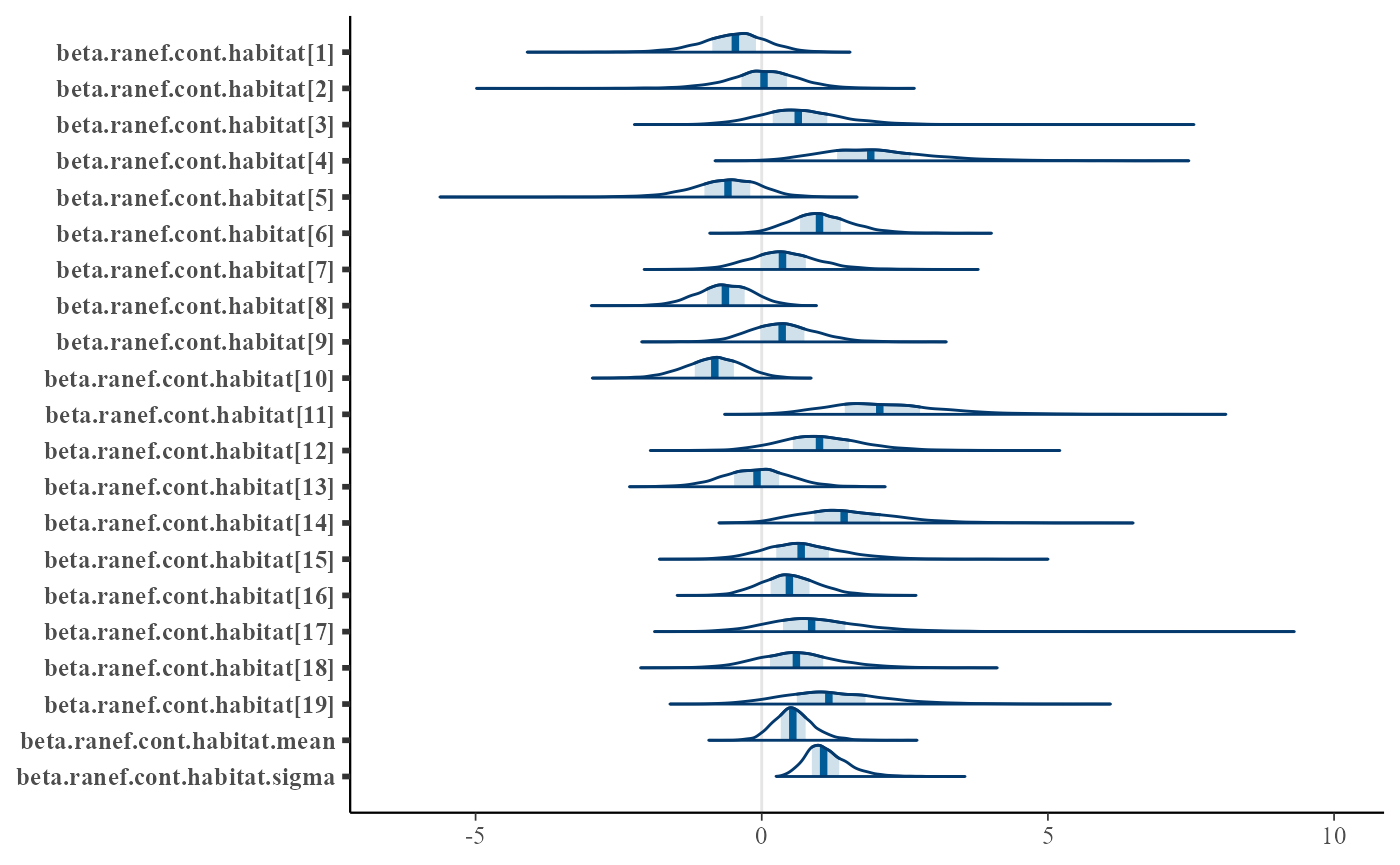 beta.ranef.cont.habitat[1]
beta.ranef.cont.habitat[2]
beta.ranef.cont.habitat[3]
beta.ranef.cont.habitat[4]
beta.ranef.cont.habitat[5]
beta.ranef.cont.habitat[6]
beta.ranef.cont.habitat[7]
beta.ranef.cont.habitat[8]
beta.ranef.cont.habitat[9]
beta.ranef.cont.habitat[10]
beta.ranef.cont.habitat[11]
beta.ranef.cont.habitat[12]
beta.ranef.cont.habitat[13]
beta.ranef.cont.habitat[14]
beta.ranef.cont.habitat[15]
beta.ranef.cont.habitat[16]
beta.ranef.cont.habitat[17]
beta.ranef.cont.habitat[18]
beta.ranef.cont.habitat[19]
beta.ranef.cont.habitat.mean
beta.ranef.cont.habitat.sigma
-5 0 5 10